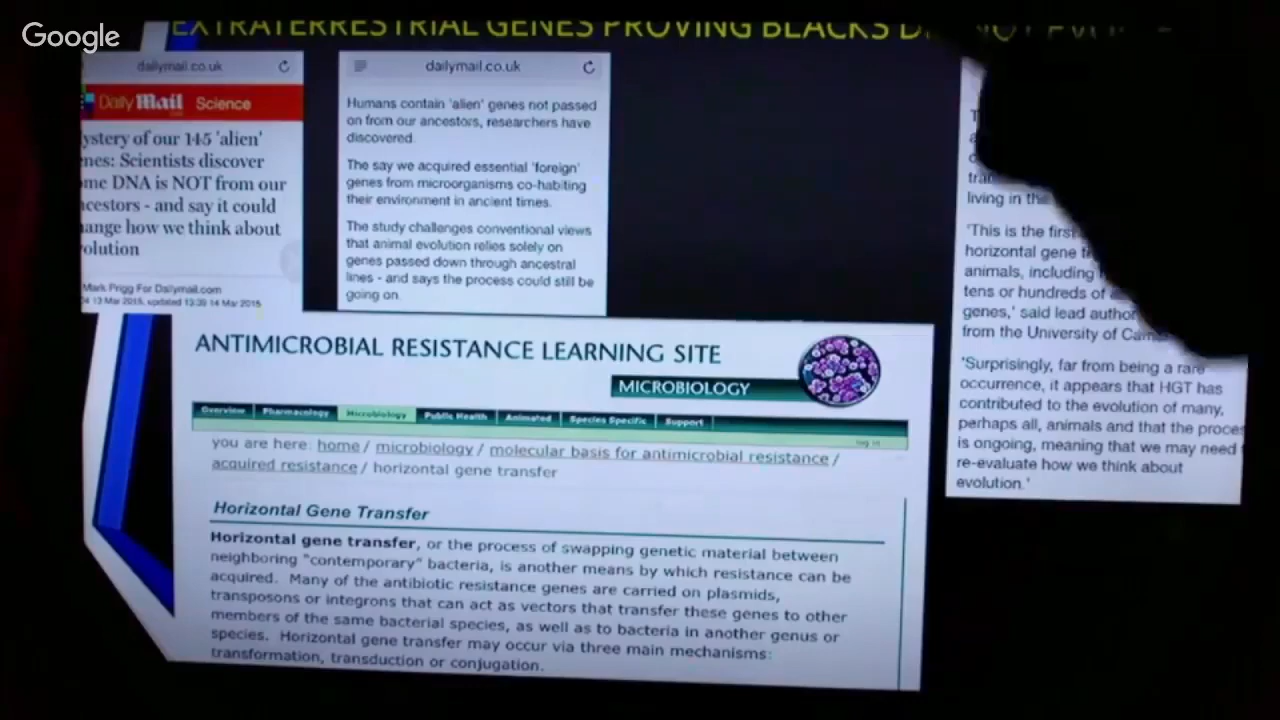 Google
EXTRATERRESTRIAL GENES PROVING BLACKS
dailymail.co.uk
Daily Mail Science
ystery of our 145 'alien'
nes: Scientists discover
me DNA is NOT from our
cestors - and say it could
ange how we think about
olution
Mark Prigg For Dailymail.com
13 Mar 2015, updated 13:39 14 Mar 2015
dailymail.co.uk
Humans contain 'alien' genes not passed
on from our ancestors, researchers have
discovered.
The say we acquired essential 'foreign'
genes from microorganisms co-habiting
their environment in ancient times.
The study challenges conventional views
that animal evolution relies solely on
genes passed down through ancestral
lines - and says the process could still be
going on.
living in the
'This is the first
horizontal gene
animals, including
tens or hundreds of
genes,' said lead author
from the University of
'Surprisingly, far from being a rare
occurrence, it appears that HGT has
contributed to the evolution of many,
perhaps all, animals and that the proces
is ongoing, meaning that we may need
re-evaluate how we think about
evolution.'
ANTIMICROBIAL RESISTANCE LEARNING SITE
MICROBIOLOGY
Overview Pharmacology Microbiology Public Health Animated Species Specific Support
log in
you are here: home / microbiology / molecular basis for antimicrobial resistance /
acquired resistance / horizontal gene transfer
Horizontal Gene Transfer
Horizontal gene transfer, or the process of swapping genetic material between
neighboring "contemporary" bacteria, is another means by which resistance can be
acquired. Many of the antibiotic resistance genes are carried on plasmids,
transposons or integrons that can act as vectors that transfer these genes to other
members of the same bacterial species, as well as to bacteria in another genus or
species. Horizontal gene transfer may occur via three main mechanisms:
transformation, transduction or conjugation.